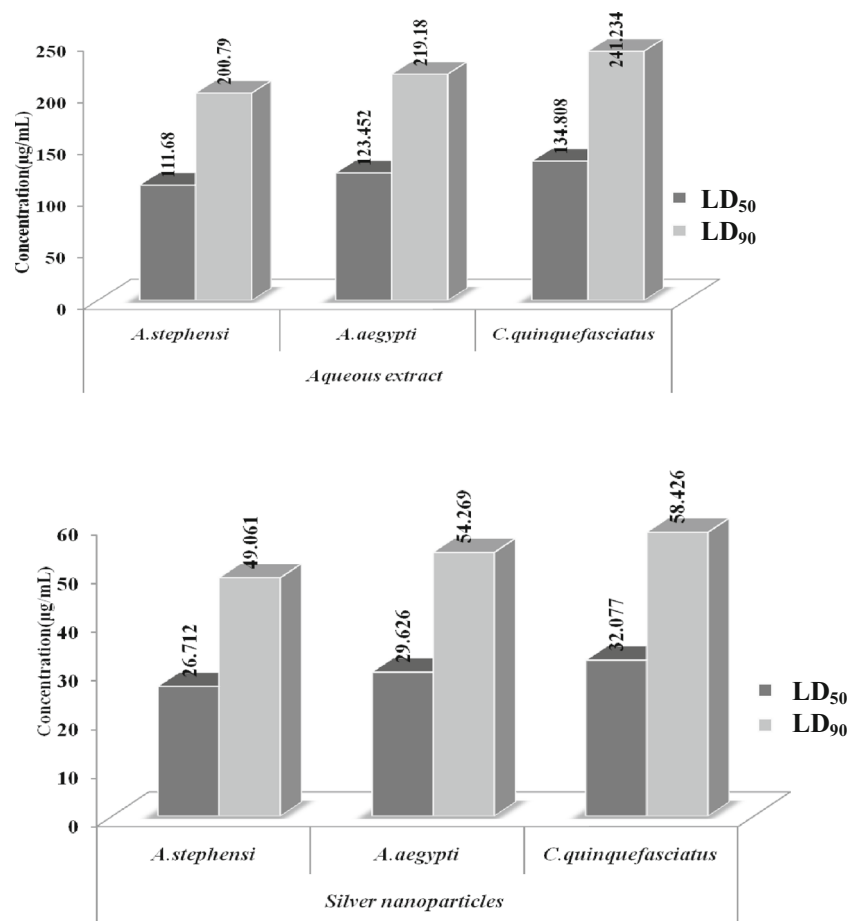 200.79 219.18 241.234
250
111.68 123.452 134.808
200
150
100
50
0
Concentration(µg/mL)
LD50
LD90
A.stephensi A.aegypti C.quinquefasciatus
Aqueous extract
49.061 54.269 58.426
60
26.712 29.626 32.077
50
40
30
20
10
0
Concentration(µg/mL)
LD50
LD90
A.stephensi A.aegypti C.quinquefasciatus
Silver nanoparticles